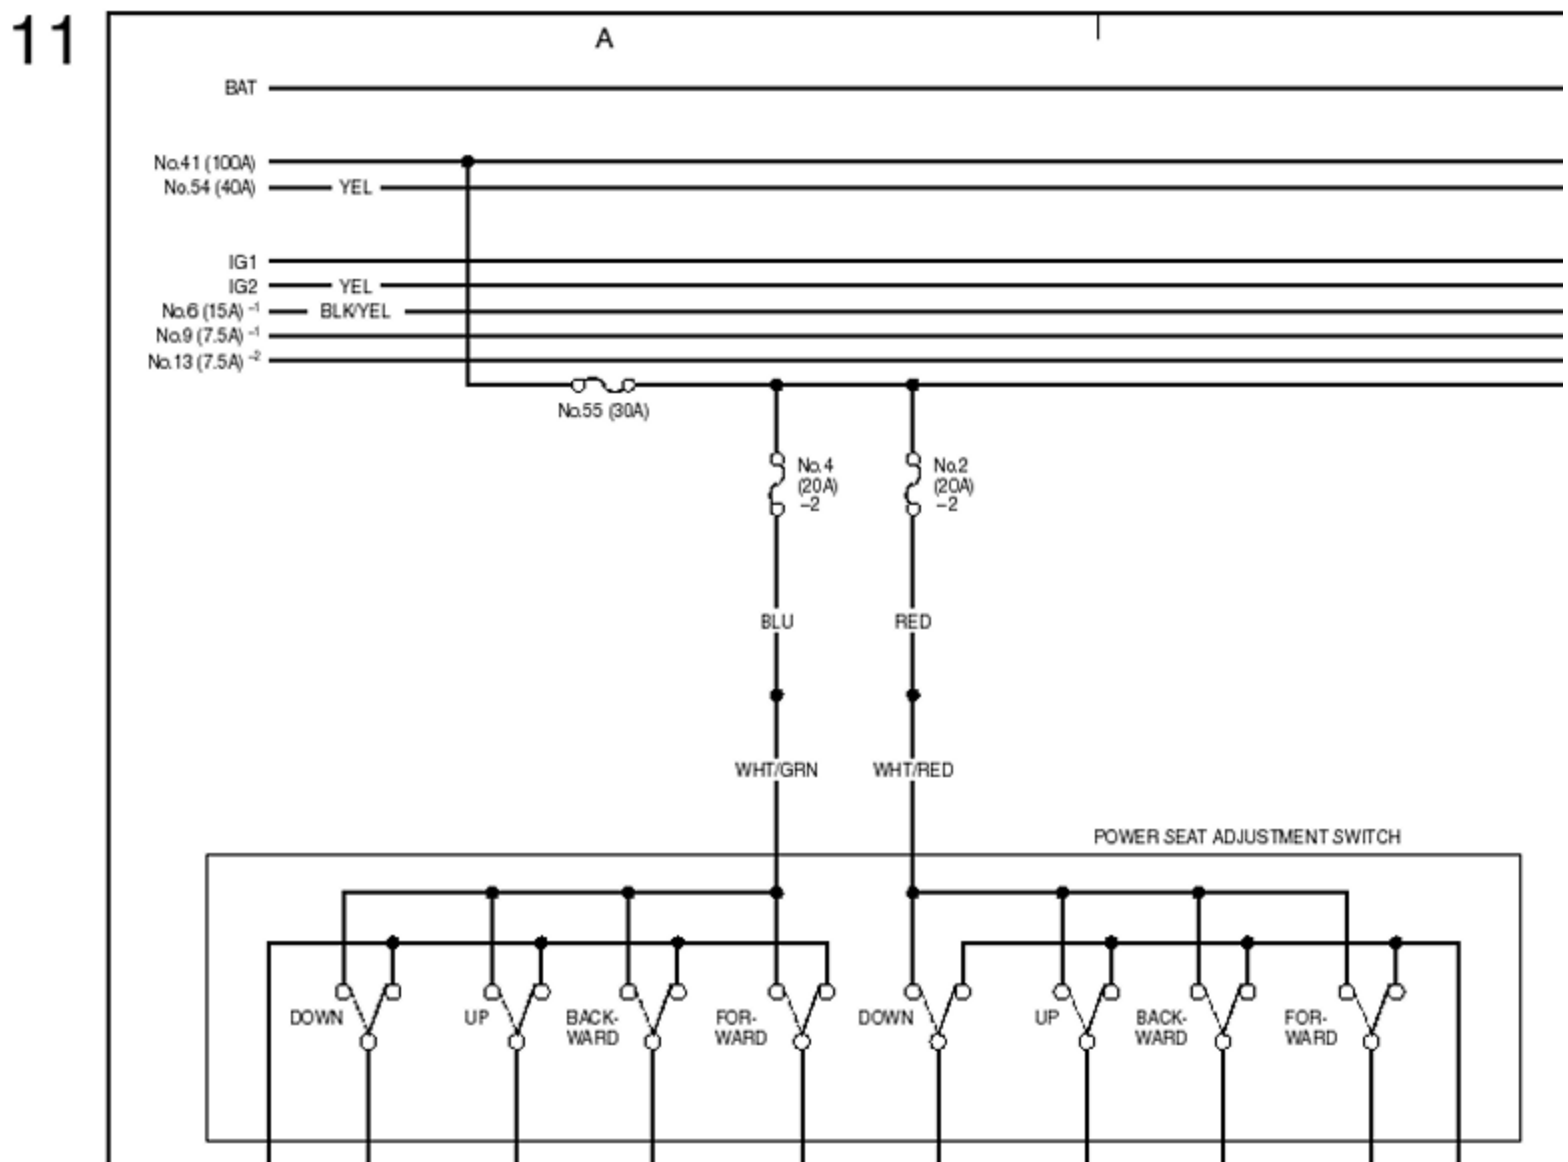 11
A
BAT
No.41 (100A)
No.54 (40A)
YEL
IG1
IG2
YEL
No.6 (15A) –1
BLK/YEL
No.9 (7.5A) –1
No.13 (7.5A) –2
No.55 (30A)
No.4
(20A)
–2
No.2
(20A)
–2
BLU
RED
WHT/GRN
WHT/RED
POWER SEAT ADJUSTMENT SWITCH
DOWN
UP
BACK-
WARD
FOR-
WARD
DOWN
UP
BACK-
WARD
FOR-
WARD